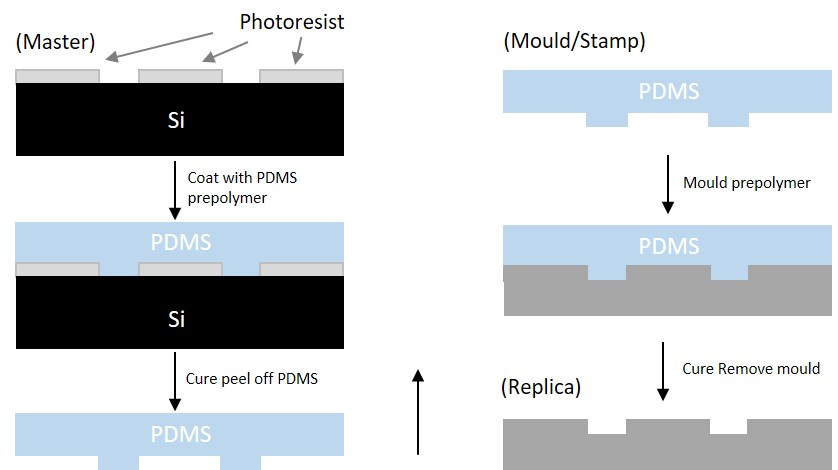 Photoresist
(Master)
Si
Coat with PDMS
prepolymer
PDMS
Si
Cure peel off PDMS
PDMS
(Mould/Stamp)
PDMS
Mould prepolymer
PDMS
Cure Remove mould
(Replica)